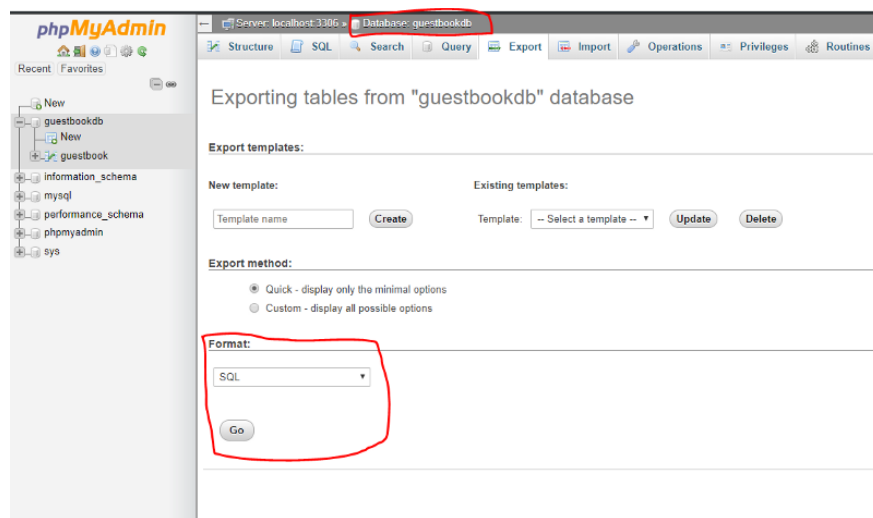 phpMyAdmin
Recent Favorites
New
guestbookdb
New
guestbook
information_schema
mysql
performance_schema
phpmyadmin
sys
Server: localhost:3306 » Database: guestbookdb
Structure SQL Search Query Export Import Operations Privileges Routines
Exporting tables from "guestbookdb" database
Export templates:
New template: Existing templates:
Template name Create Template: -- Select a template -- Update Delete
Export method:
Quick - display only the minimal options
Custom - display all possible options
Format:
SQL
Go